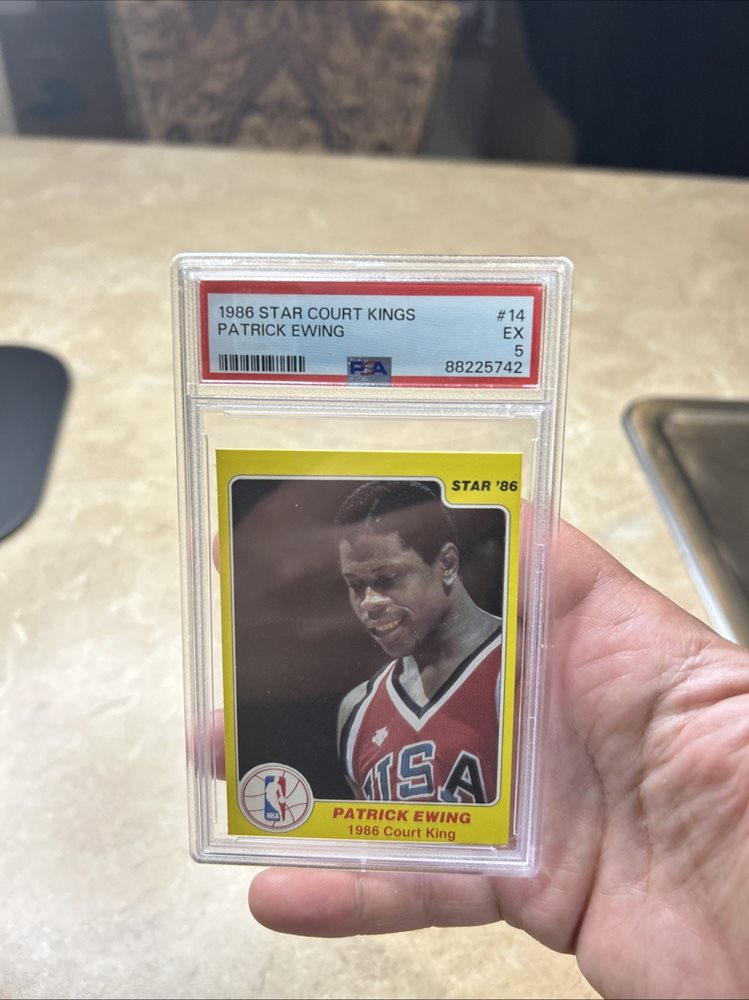 1986 STAR COURT KINGS #14
PATRICK EWING EX
5
PSA 88225742
STAR '86
USA
NBA
PATRICK EWING
1986 Court King